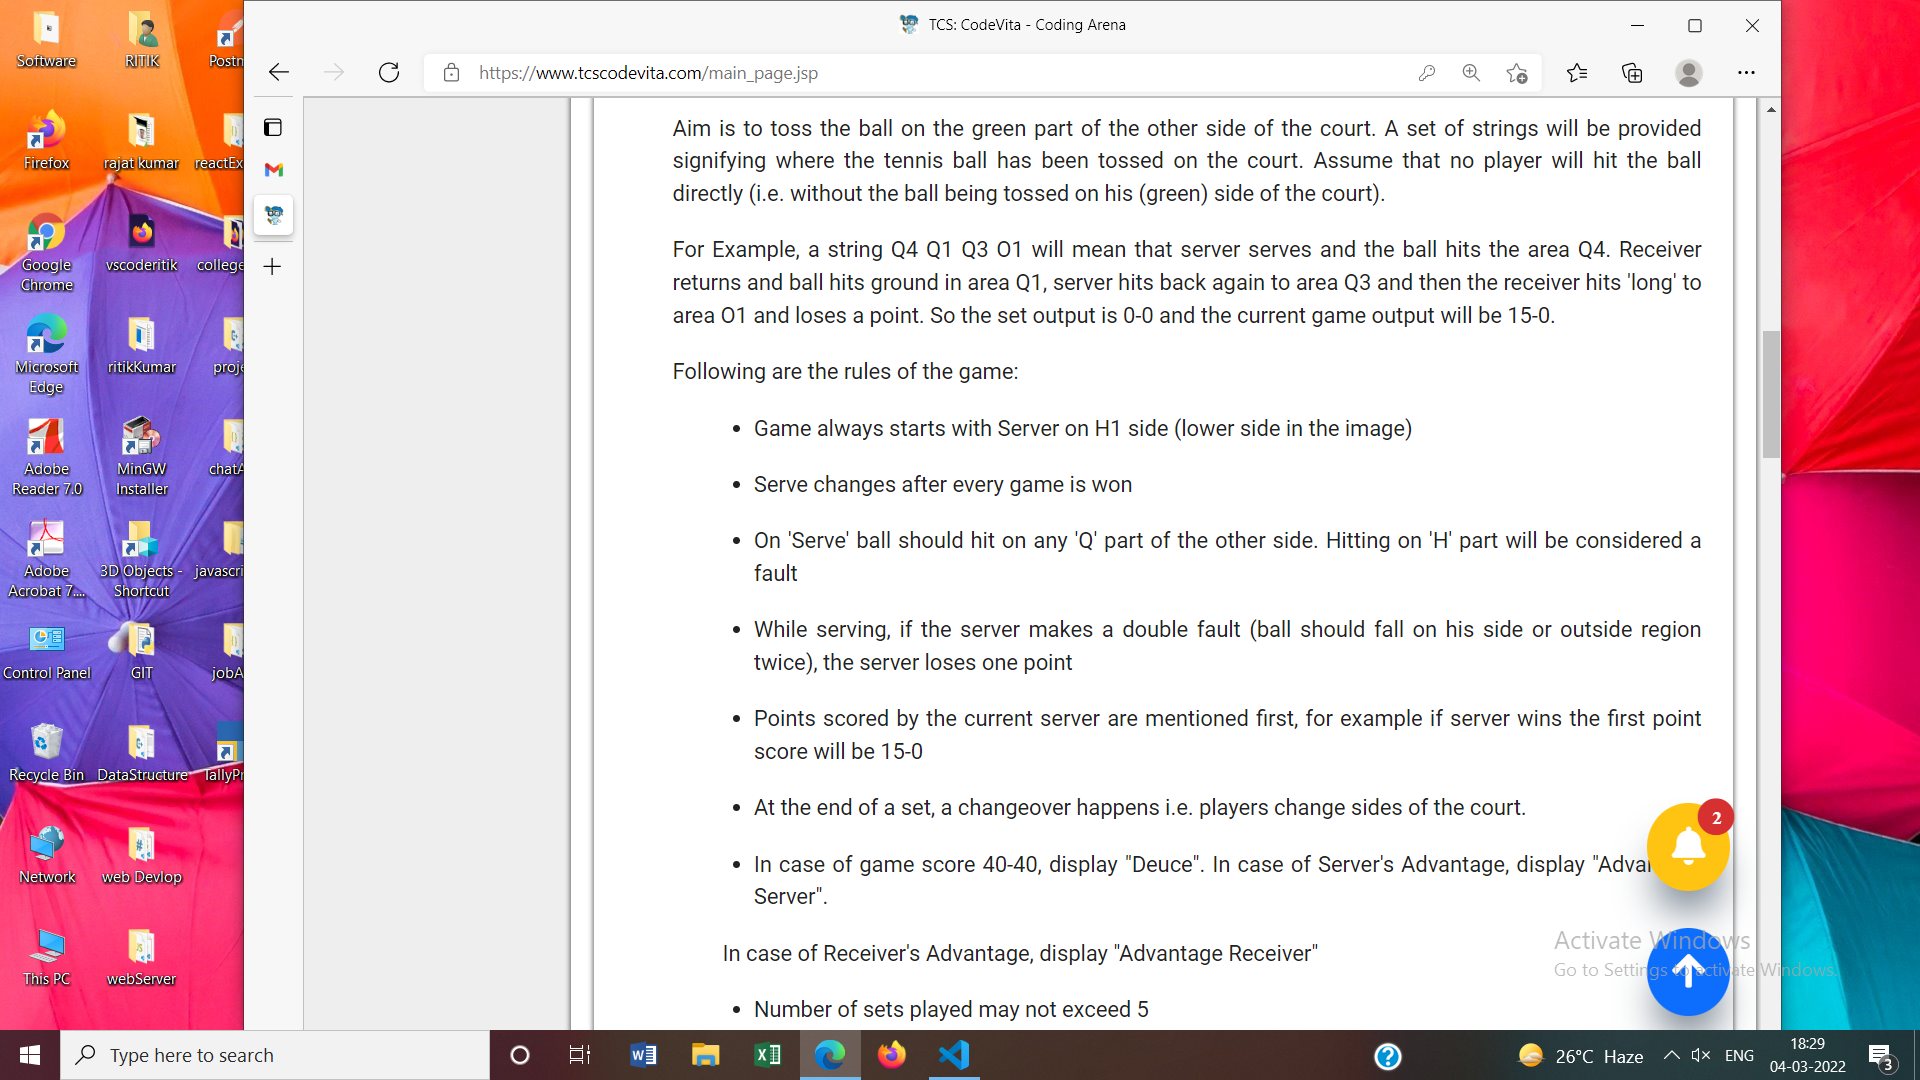 TCS: CodeVita - Coding Arena
https://www.tcscodevita.com/main_page.jsp
Software
RITIK
Firefox
rajat kumar
Google
Chrome
vscoderitik
college
Microsoft
Edge
ritikKumar
proj
Adobe
Reader 7.0
MinGW
Installer
chatA
Adobe
Acrobat 7....
3D Objects -
Shortcut
javascri
Control Panel
GIT
jobA
Recycle Bin
DataStructure
TallyPr
Network
web Devlop
This PC
webServer
Aim is to toss the ball on the green part of the other side of the court. A set of strings will be provided
signifying where the tennis ball has been tossed on the court. Assume that no player will hit the ball
directly (i.e. without the ball being tossed on his (green) side of the court).
For Example, a string Q4 Q1 Q3 O1 will mean that server serves and the ball hits the area Q4. Receiver
returns and ball hits ground in area Q1, server hits back again to area Q3 and then the receiver hits 'long' to
area O1 and loses a point. So the set output is 0-0 and the current game output will be 15-0.
Following are the rules of the game:
• Game always starts with Server on H1 side (lower side in the image)
• Serve changes after every game is won
• On 'Serve' ball should hit on any 'Q' part of the other side. Hitting on 'H' part will be considered a
fault
• While serving, if the server makes a double fault (ball should fall on his side or outside region
twice), the server loses one point
• Points scored by the current server are mentioned first, for example if server wins the first point
score will be 15-0
• At the end of a set, a changeover happens i.e. players change sides of the court.
• In case of game score 40-40, display "Deuce". In case of Server's Advantage, display "Advan
Server".
In case of Receiver's Advantage, display "Advantage Receiver"
• Number of sets played may not exceed 5
2
Activate Windows
Go to Settings to activate Windows.
Type here to search
26°C Haze
ENG
18:29
04-03-2022
3